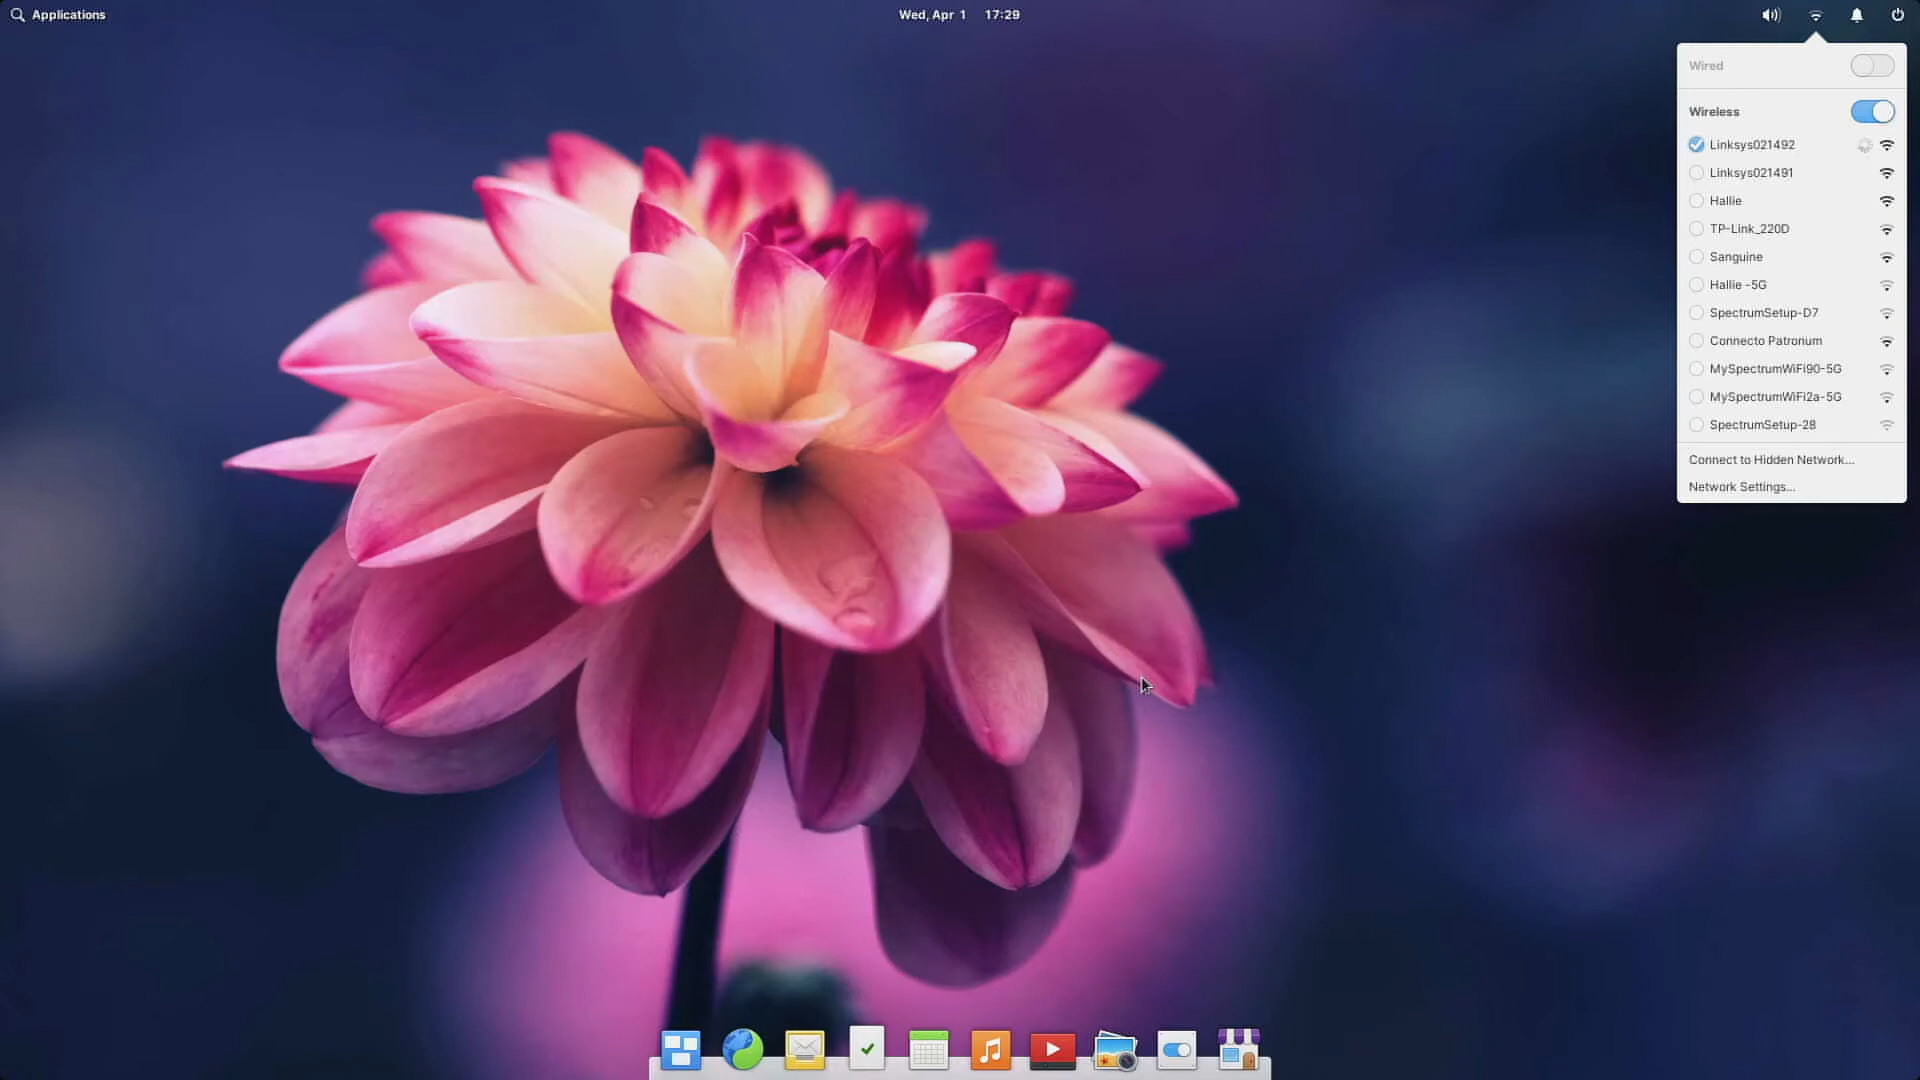 Applications
Wed, Apr 1 17:29
Wired
Wireless
Linksys021492
Linksys021491
Hallie
TP-Link_220D
Sanguine
Hallie -5G
SpectrumSetup-D7
Connecto Patronum
MySpectrumWiFi90-5G
MySpectrumWiFi2a-5G
SpectrumSetup-28
Connect to Hidden Network...
Network Settings...